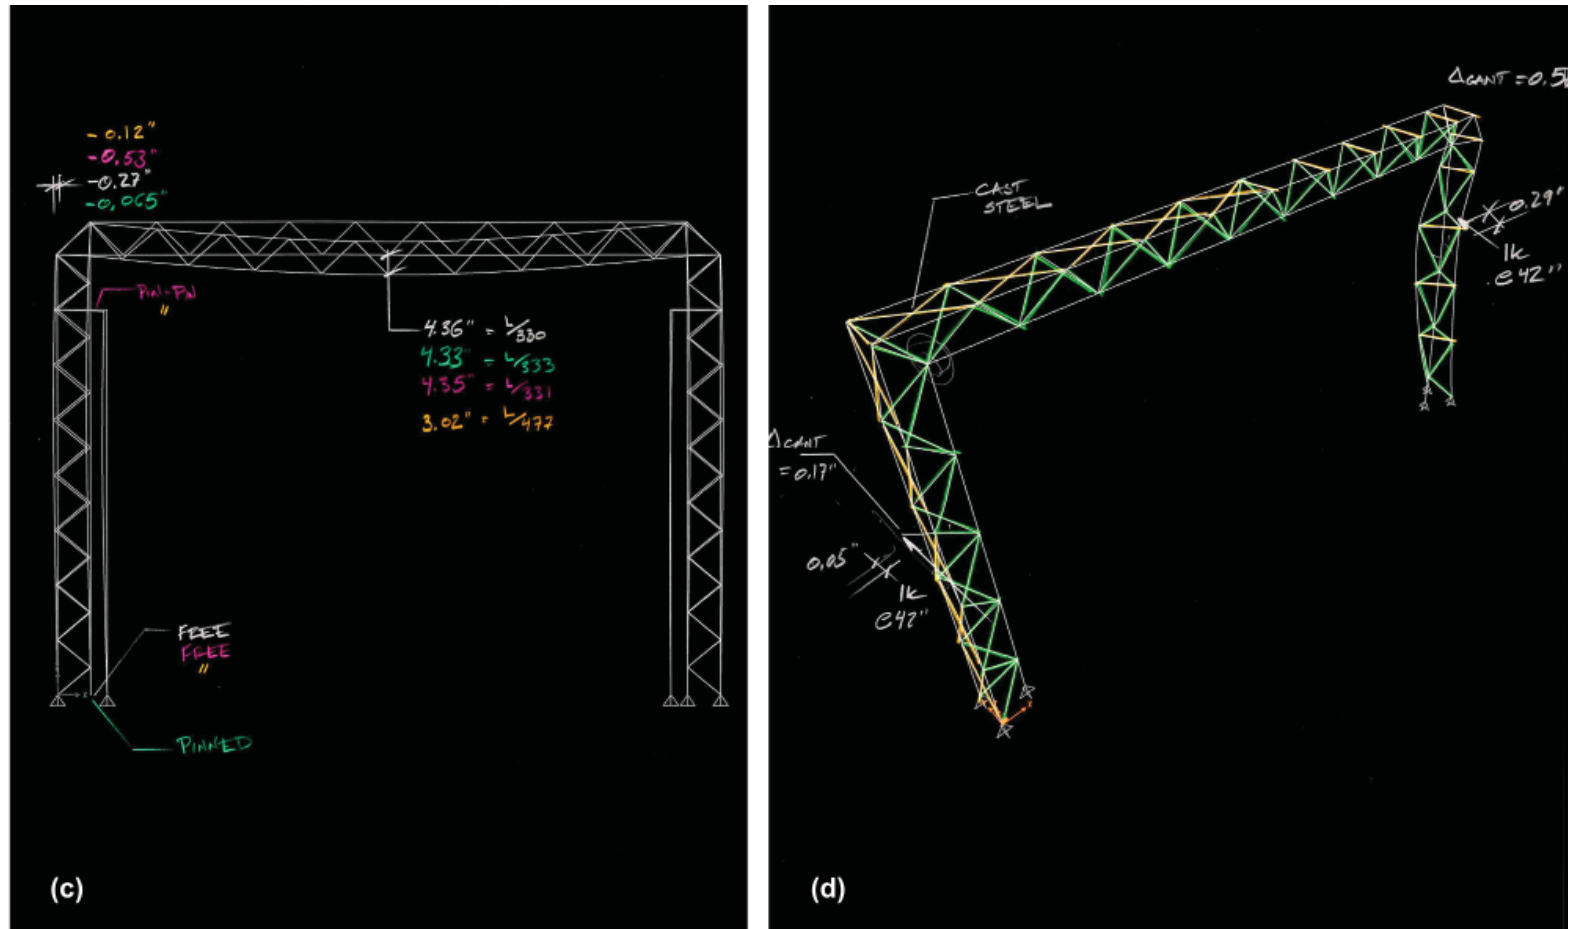 - 0.12"
-0.53"
-0.27"
-0.065"
PIN-PIN
"
4.36" = L/330
4.33" = L/333
4.35" = L/331
3.02" = L/477
FREE
FREE
"
PINNED
(c)
ΔCANT = 0.5
CAST
STEEL
0.29"
1k
@42"
ΔCANT
= 0.17"
0.05"
1k
@42"
(d)